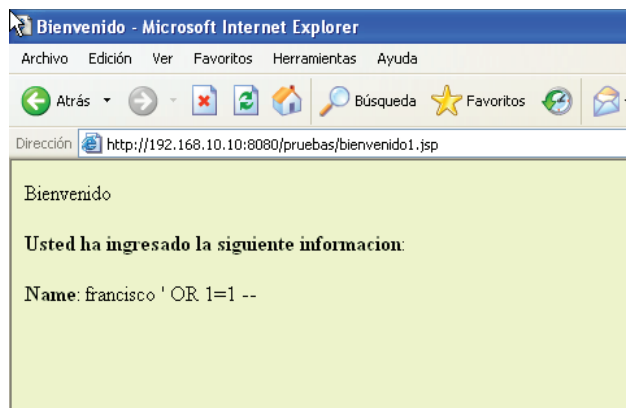 Bienvenido - Microsoft Internet Explorer
Archivo Edición Ver Favoritos Herramientas Ayuda
Atrás Búsqueda Favoritos
Dirección http://192.168.10.10:8080/pruebas/bienvenido1.jsp
Bienvenido
Usted ha ingresado la siguiente informacion:
Name: francisco ' OR 1=1 --